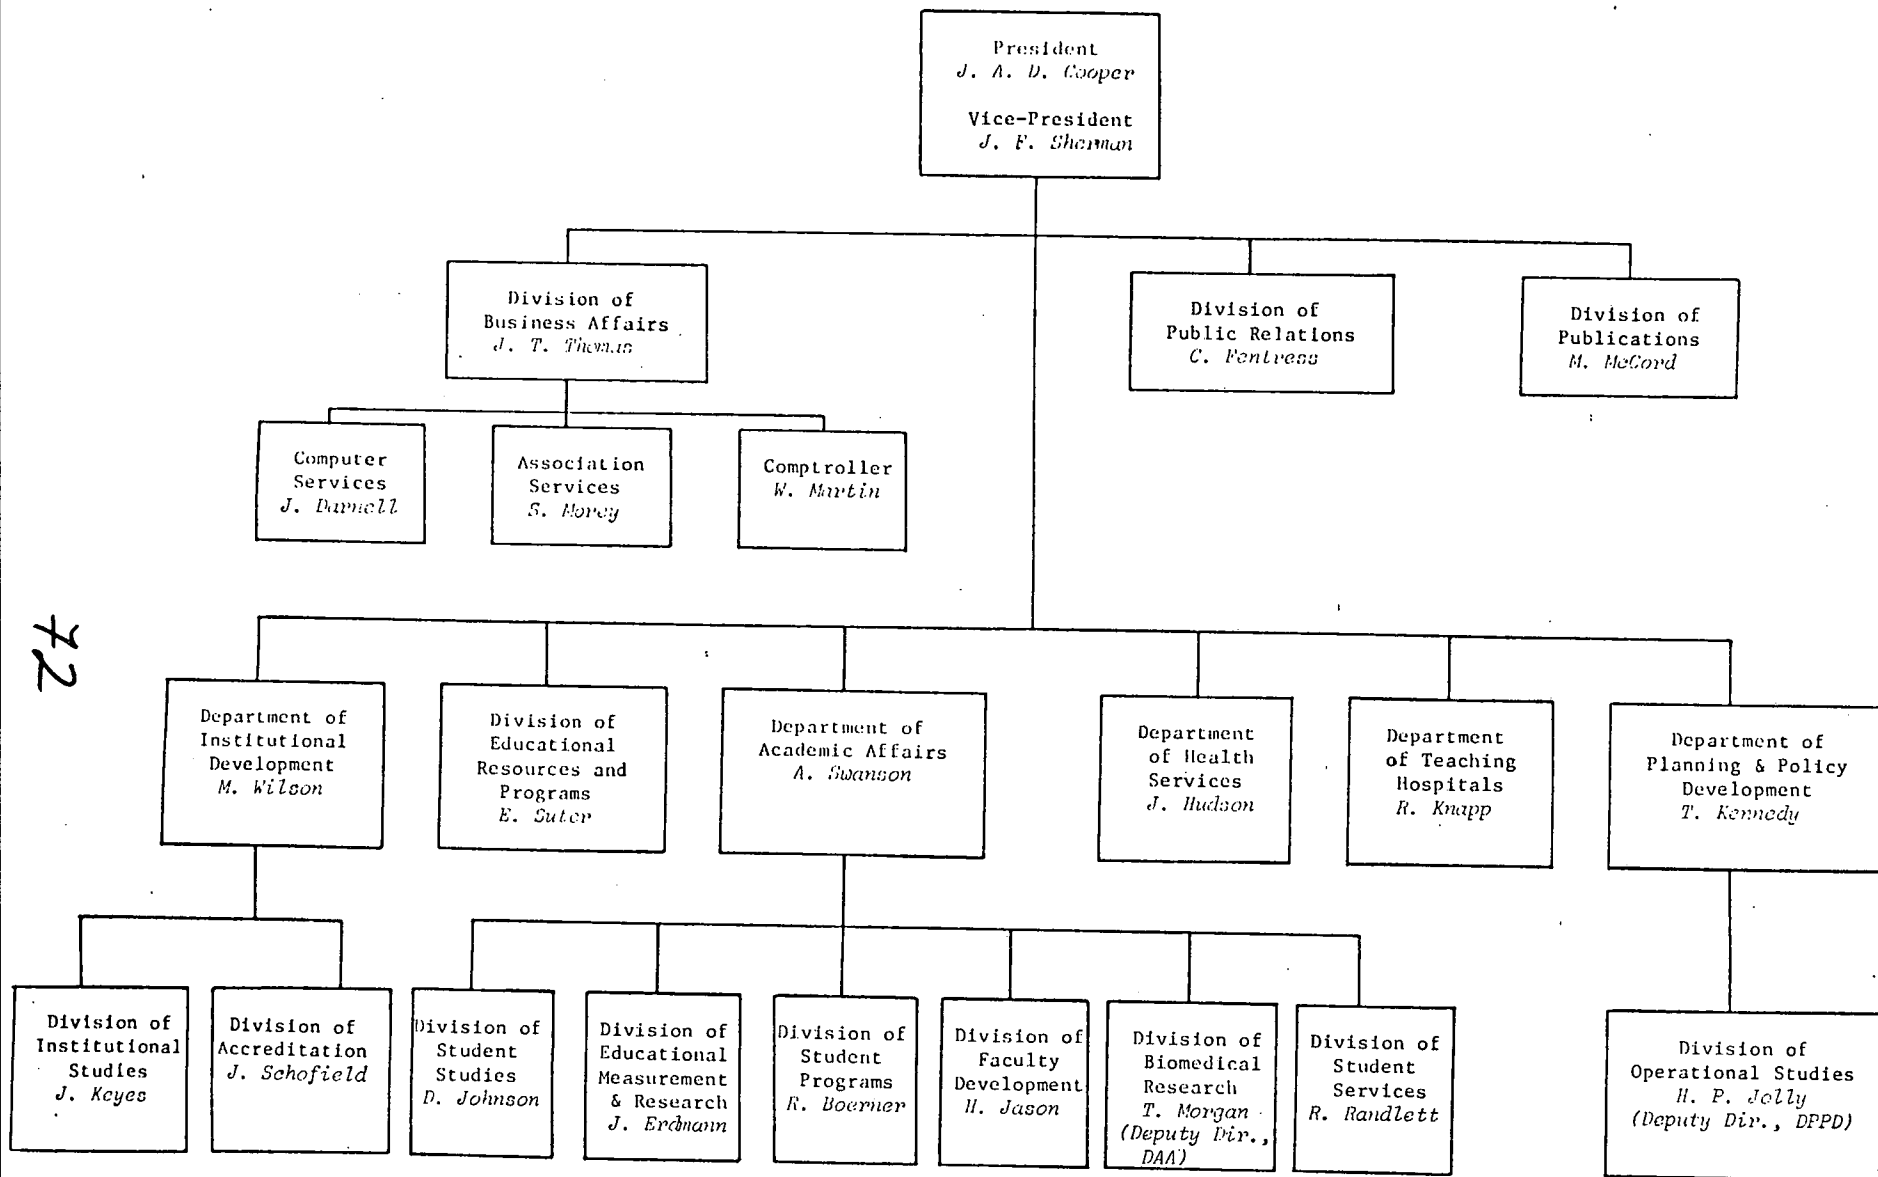 President
J. A. D. Cooper
Vice-President
J. F. Sherman
Division of
Business Affairs
J. T. Thomas
Division of
Public Relations
C. Fentress
Division of
Publications
M. McCord
Computer
Services
J. Darnell
Association
Services
S. Morey
Comptroller
W. Martin
72
Department of
Institutional
Development
M. Wilson
Division of
Educational
Resources and
Programs
E. Suter
Department of
Academic Affairs
A. Swanson
Department
of Health
Services
J. Hudson
Department
of Teaching
Hospitals
R. Knapp
Department of
Planning & Policy
Development
T. Kennedy
Division of
Institutional
Studies
J. Keyes
Division of
Accreditation
J. Schofield
Division of
Student
Studies
D. Johnson
Division of
Educational
Measurement
& Research
J. Erdmann
Division of
Student
Programs
R. Boerner
Division of
Faculty
Development
H. Jason
Division of
Biomedical
Research
T. Morgan
(Deputy Dir.,
DAA)
Division of
Student
Services
R. Randlett
Division of
Operational Studies
H. P. Jolly
(Deputy Dir., DPPD)